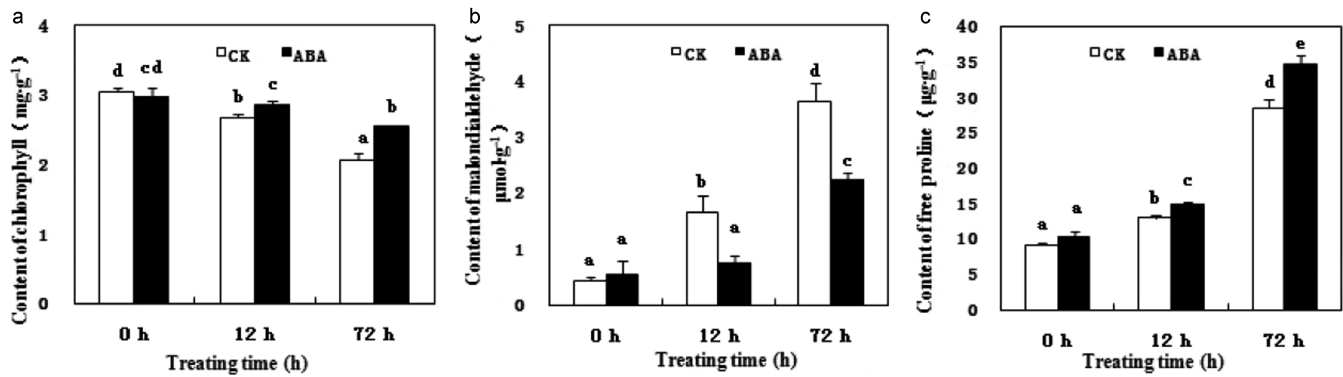 a
Content of chlorophyll ( mg·g⁻¹ )
4
3
2
1
0
CK ABA
d cd b c a b
0 h 12 h 72 h
Treating time (h)
b
Content of malondialdehyde (
μmol·g⁻¹ )
5
4
3
2
1
0
CK ABA
a a b a d c
0 h 12 h 72 h
Treating time (h)
c
Content of free proline ( μg·g⁻¹ )
40
35
30
25
20
15
10
5
0
CK ABA
a a b c d e
0 h 12 h 72 h
Treating time (h)